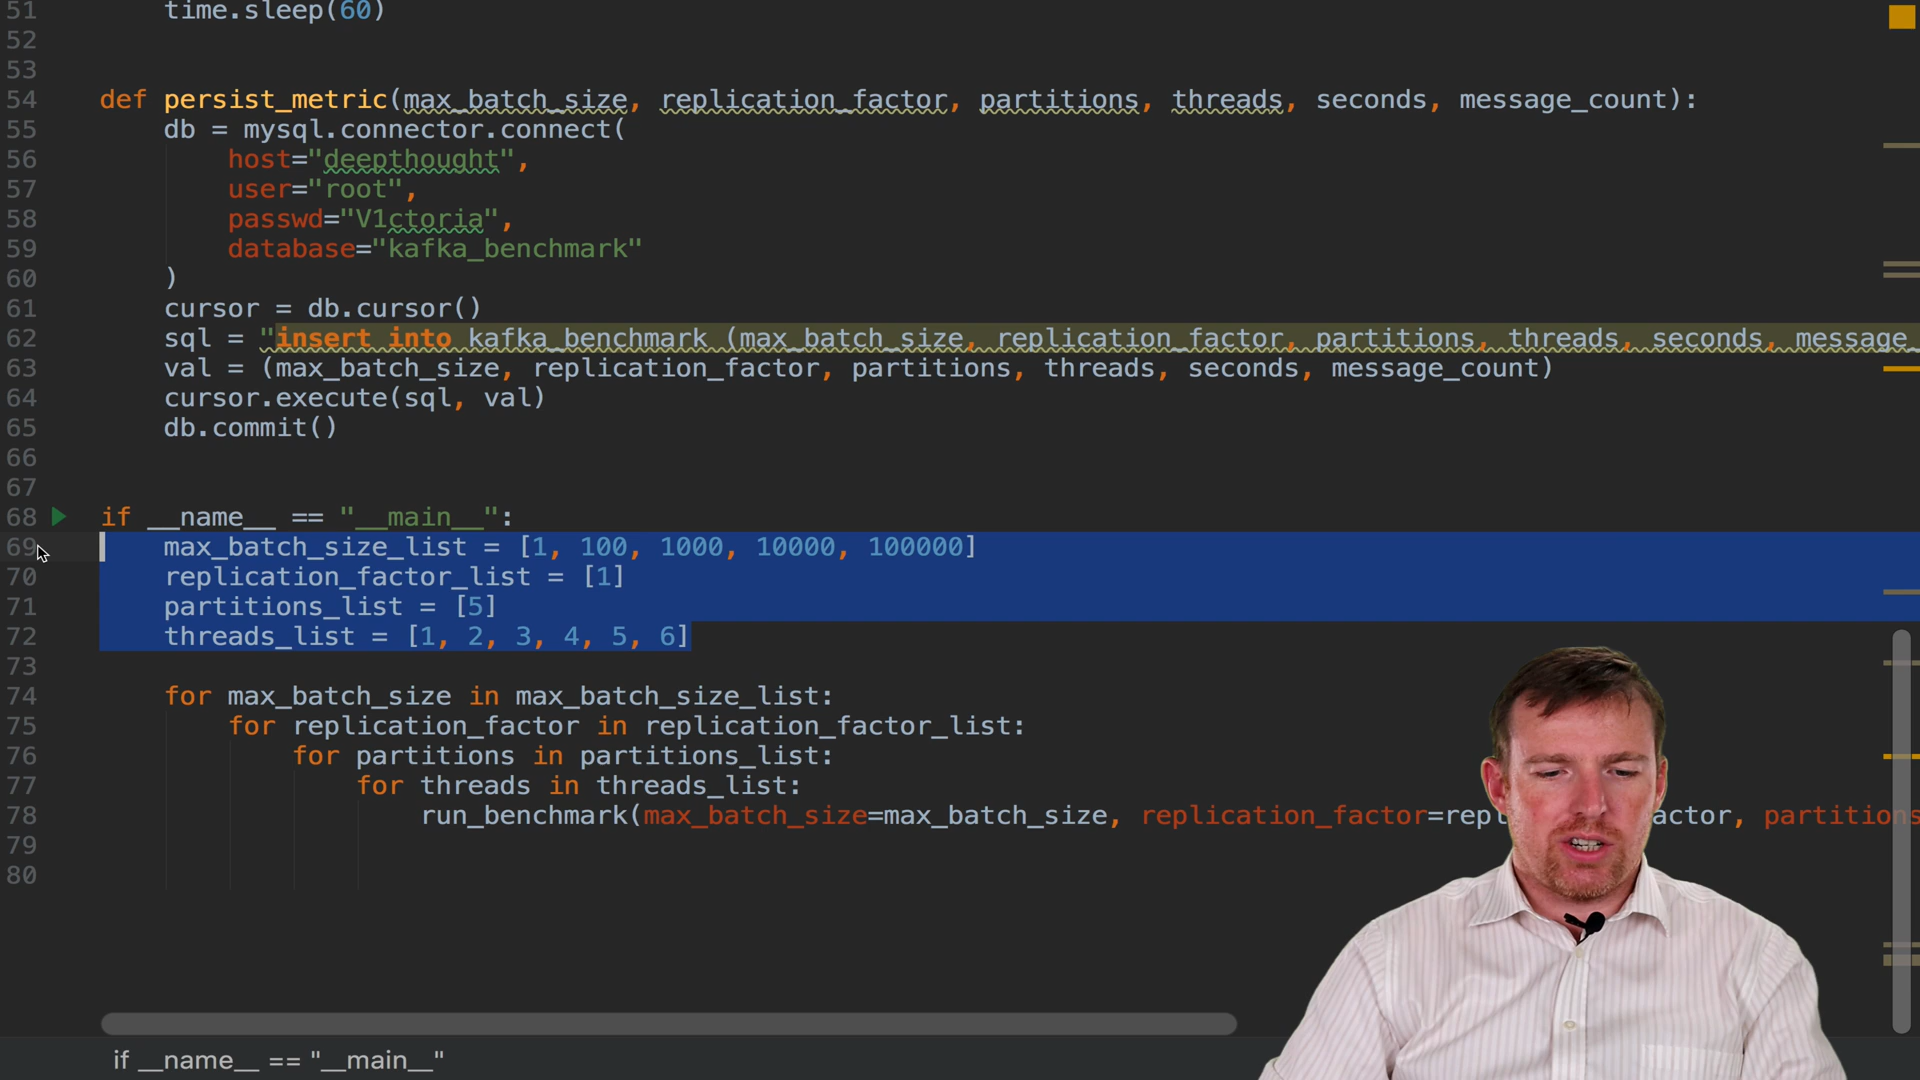 51 time.sleep(60)
52
53
54 def persist_metric(max_batch_size, replication_factor, partitions, threads, seconds, message_count):
55 db = mysql.connector.connect(
56 host="deepthought",
57 user="root",
58 passwd="V1ctoria",
59 database="kafka_benchmark"
60 )
61 cursor = db.cursor()
62 sql = "insert into kafka_benchmark (max_batch_size, replication_factor, partitions, threads, seconds, message_
63 val = (max_batch_size, replication_factor, partitions, threads, seconds, message_count)
64 cursor.execute(sql, val)
65 db.commit()
66
67
68 if __name__ == "__main__":
69 max_batch_size_list = [1, 100, 1000, 10000, 100000]
70 replication_factor_list = [1]
71 partitions_list = [5]
72 threads_list = [1, 2, 3, 4, 5, 6]
73
74 for max_batch_size in max_batch_size_list:
75 for replication_factor in replication_factor_list:
76 for partitions in partitions_list:
77 for threads in threads_list:
78 run_benchmark(max_batch_size=max_batch_size, replication_factor=rep actor, partitions
79
80
if __name__ == "__main__"